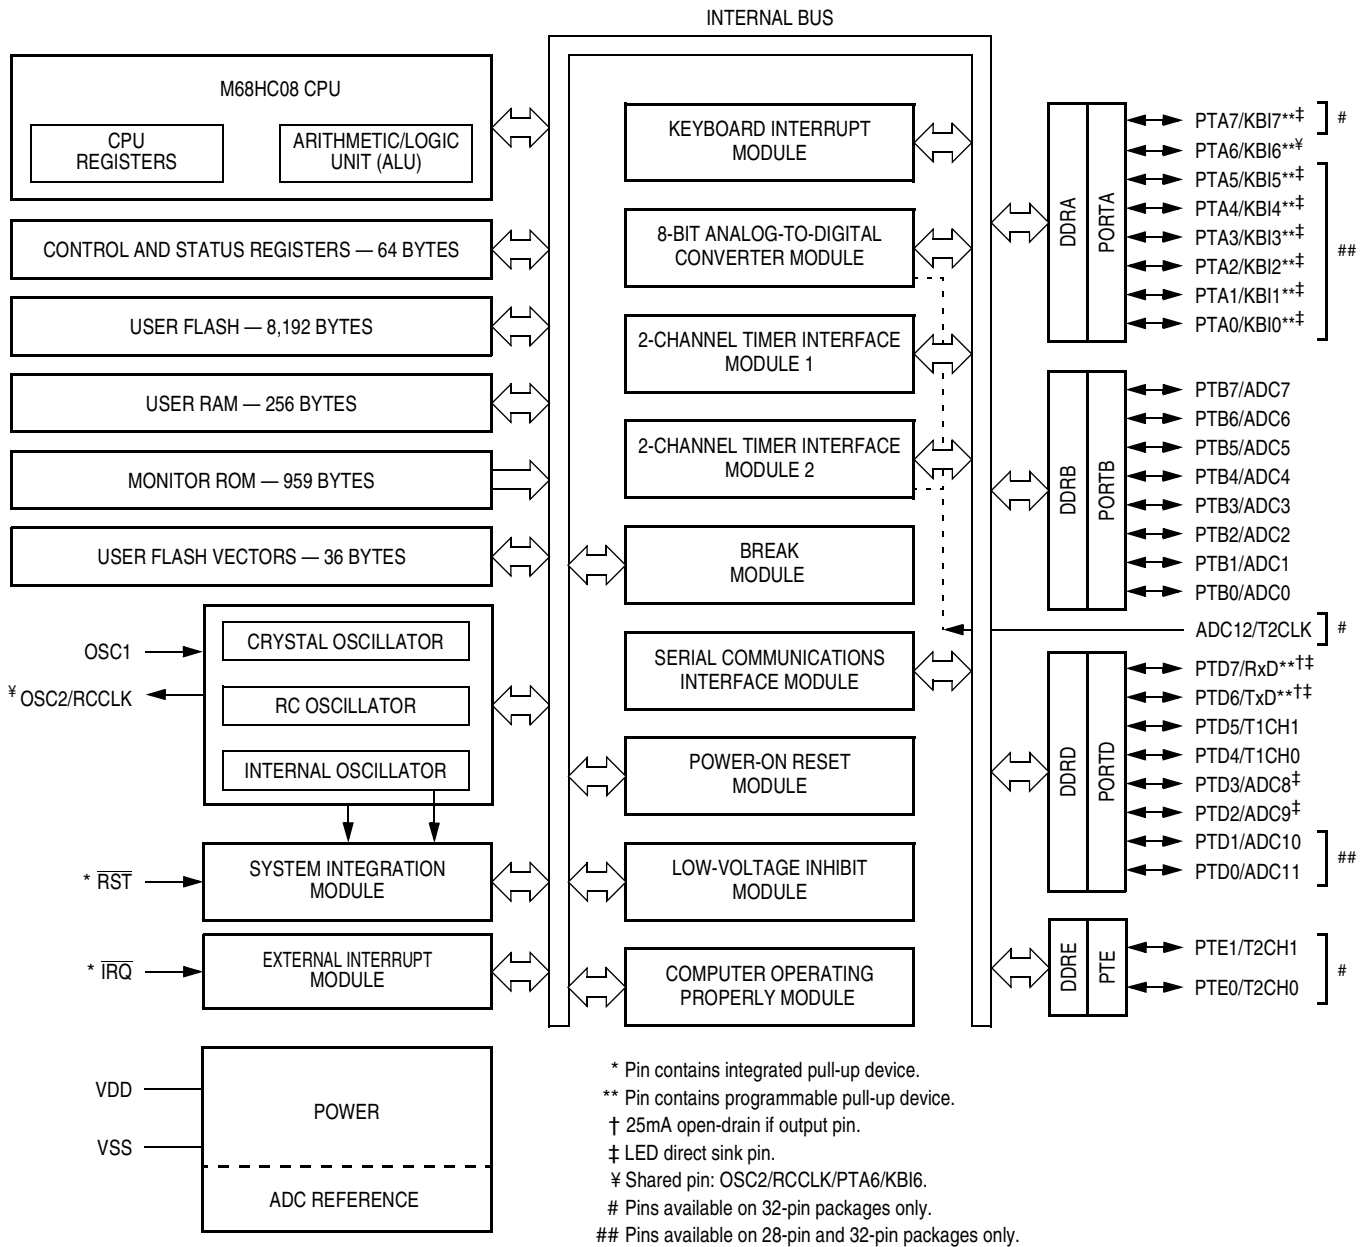 INTERNAL BUS
M68HC08 CPU
CPU
REGISTERS
ARITHMETIC/LOGIC
UNIT (ALU)
CONTROL AND STATUS REGISTERS — 64 BYTES
USER FLASH — 8,192 BYTES
USER RAM — 256 BYTES
MONITOR ROM — 959 BYTES
USER FLASH VECTORS — 36 BYTES
OSC1
¥ OSC2/RCCLK
CRYSTAL OSCILLATOR
RC OSCILLATOR
INTERNAL OSCILLATOR
* RST
SYSTEM INTEGRATION
MODULE
* IRQ
EXTERNAL INTERRUPT
MODULE
VDD
VSS
POWER
ADC REFERENCE
KEYBOARD INTERRUPT
MODULE
8-BIT ANALOG-TO-DIGITAL
CONVERTER MODULE
2-CHANNEL TIMER INTERFACE
MODULE 1
2-CHANNEL TIMER INTERFACE
MODULE 2
BREAK
MODULE
SERIAL COMMUNICATIONS
INTERFACE MODULE
POWER-ON RESET
MODULE
LOW-VOLTAGE INHIBIT
MODULE
COMPUTER OPERATING
PROPERLY MODULE
DDRA
PORTA
PTA7/KBI7**‡
#
PTA6/KBI6**¥
PTA5/KBI5**‡
PTA4/KBI4**‡
PTA3/KBI3**‡
PTA2/KBI2**‡
PTA1/KBI1**‡
PTA0/KBI0**‡
##
DDRB
PORTB
PTB7/ADC7
PTB6/ADC6
PTB5/ADC5
PTB4/ADC4
PTB3/ADC3
PTB2/ADC2
PTB1/ADC1
PTB0/ADC0
ADC12/T2CLK
#
DDRD
PORTD
PTD7/RxD**†‡
PTD6/TxD**†‡
PTD5/T1CH1
PTD4/T1CH0
PTD3/ADC8‡
PTD2/ADC9‡
PTD1/ADC10
PTD0/ADC11
##
DDRE
PTE
PTE1/T2CH1
PTE0/T2CH0
#
* Pin contains integrated pull-up device.
** Pin contains programmable pull-up device.
† 25mA open-drain if output pin.
‡ LED direct sink pin.
¥ Shared pin: OSC2/RCCLK/PTA6/KBI6.
# Pins available on 32-pin packages only.
## Pins available on 28-pin and 32-pin packages only.